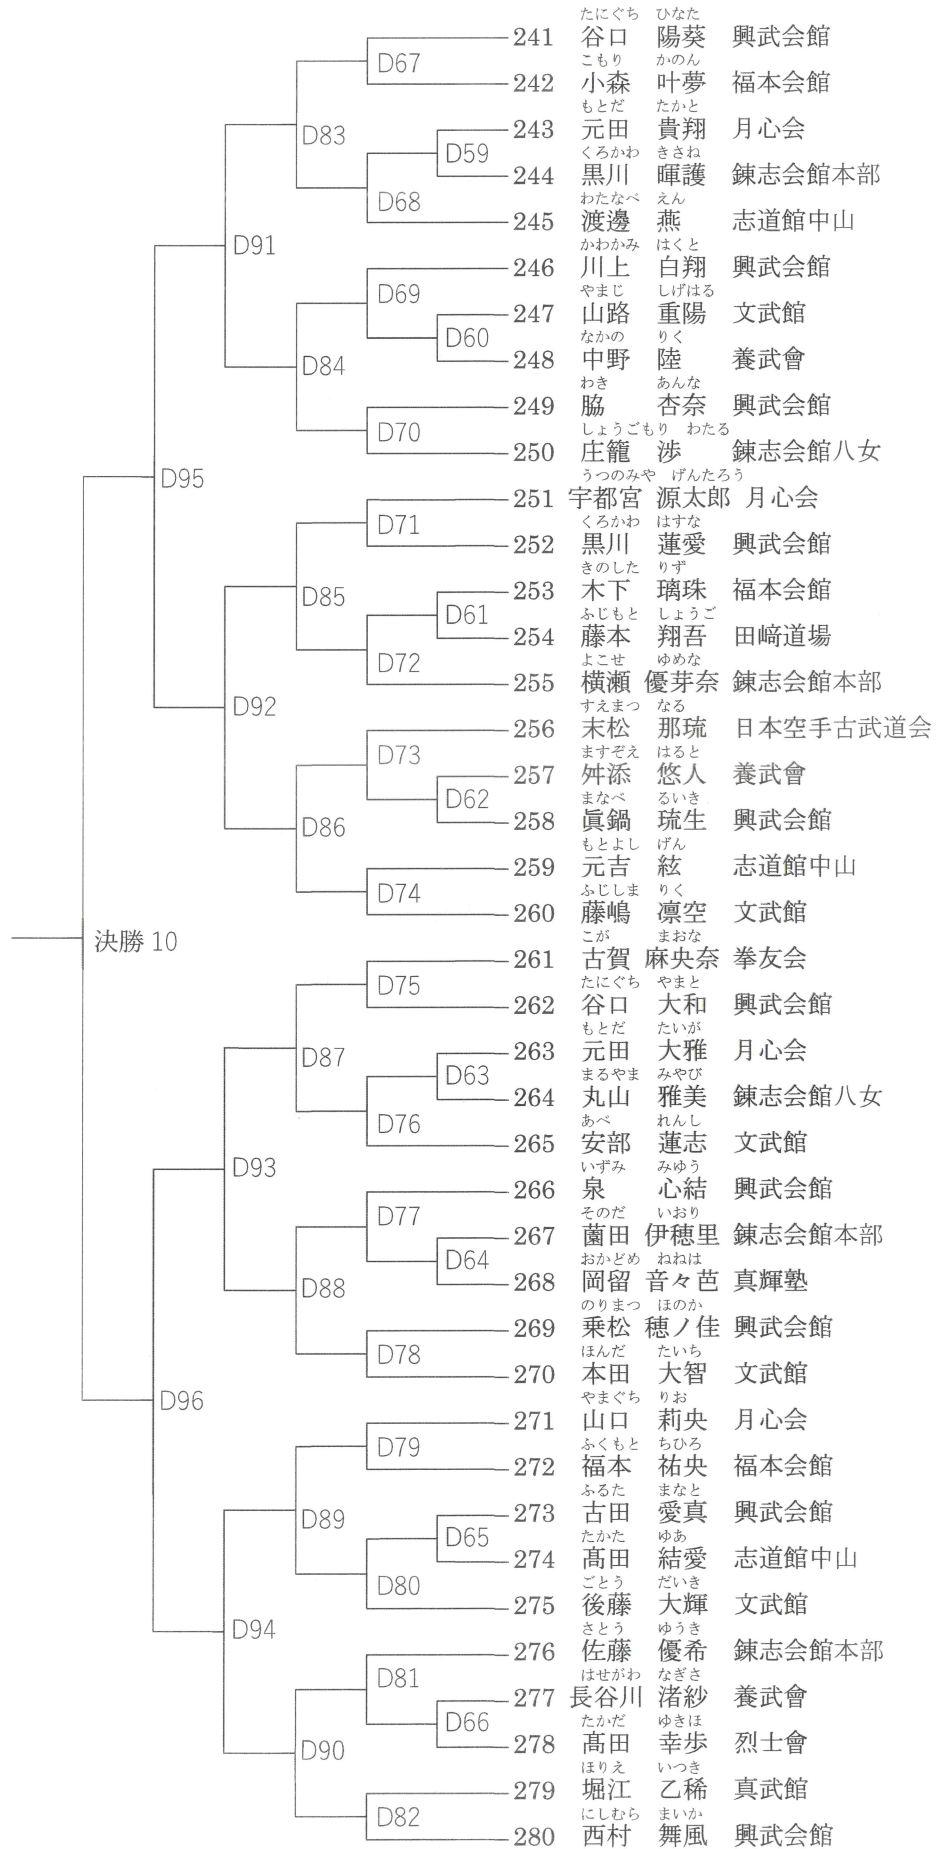 たにぐち ひなた
241 谷口 陽葵 興武会館
D67
こもり かのん
242 小森 叶夢 福本会館
D83
もとだ たかと
243 元田 貴翔 月心会
D59
くろかわ きさね
244 黒川 暉護 錬志会館本部
D68
わたなべ えん
245 渡邊 燕 志道館中山
D91
かわかみ はくと
246 川上 白翔 興武会館
D69
やまじ しげはる
247 山路 重陽 文武館
D60
なかの りく
248 中野 陸 養武會
D84
わき あんな
249 脇 杏奈 興武会館
D70
しょうごもり わたる
250 庄籠 渉 錬志会館八女
D95
うつのみや げんたろう
251 宇都宮 源太郎 月心会
D71
くろかわ はすな
252 黒川 蓮愛 興武会館
D85
きのした りず
253 木下 璃珠 福本会館
D61
ふじもと しょうご
254 藤本 翔吾 田﨑道場
D72
よこせ ゆめな
255 横瀬 優芽奈 錬志会館本部
D92
すえまつ なる
256 末松 那琉 日本空手古武道会
D73
ますぞえ はると
257 舛添 悠人 養武會
D62
まなべ るいき
258 眞鍋 琉生 興武会館
D86
もとよし げん
259 元吉 絃 志道館中山
D74
ふじしま りく
260 藤嶋 凛空 文武館
決勝 10
こが まおな
261 古賀 麻央奈 拳友会
D75
たにぐち やまと
262 谷口 大和 興武会館
D87
もとだ たいが
263 元田 大雅 月心会
D63
まるやま みやび
264 丸山 雅美 錬志会館八女
D76
あべ れんし
265 安部 蓮志 文武館
D93
いずみ みゆう
266 泉 心結 興武会館
D77
そのだ いおり
267 薗田 伊穂里 錬志会館本部
D64
おかどめ ねねは
268 岡留 音々芭 真輝塾
D88
のりまつ ほのか
269 乗松 穂ノ佳 興武会館
D78
ほんだ たいち
270 本田 大智 文武館
D96
やまぐち りお
271 山口 莉央 月心会
D79
ふくもと ちひろ
272 福本 祐央 福本会館
D89
ふるた まなと
273 古田 愛真 興武会館
D65
たかた ゆあ
274 髙田 結愛 志道館中山
D80
ごとう だいき
275 後藤 大輝 文武館
D94
さとう ゆうき
276 佐藤 優希 錬志会館本部
D81
はせがわ なぎさ
277 長谷川 渚紗 養武會
D66
たかだ ゆきほ
278 髙田 幸歩 烈士會
D90
ほりえ いつき
279 堀江 乙稀 真武館
D82
にしむら まいか
280 西村 舞風 興武会館